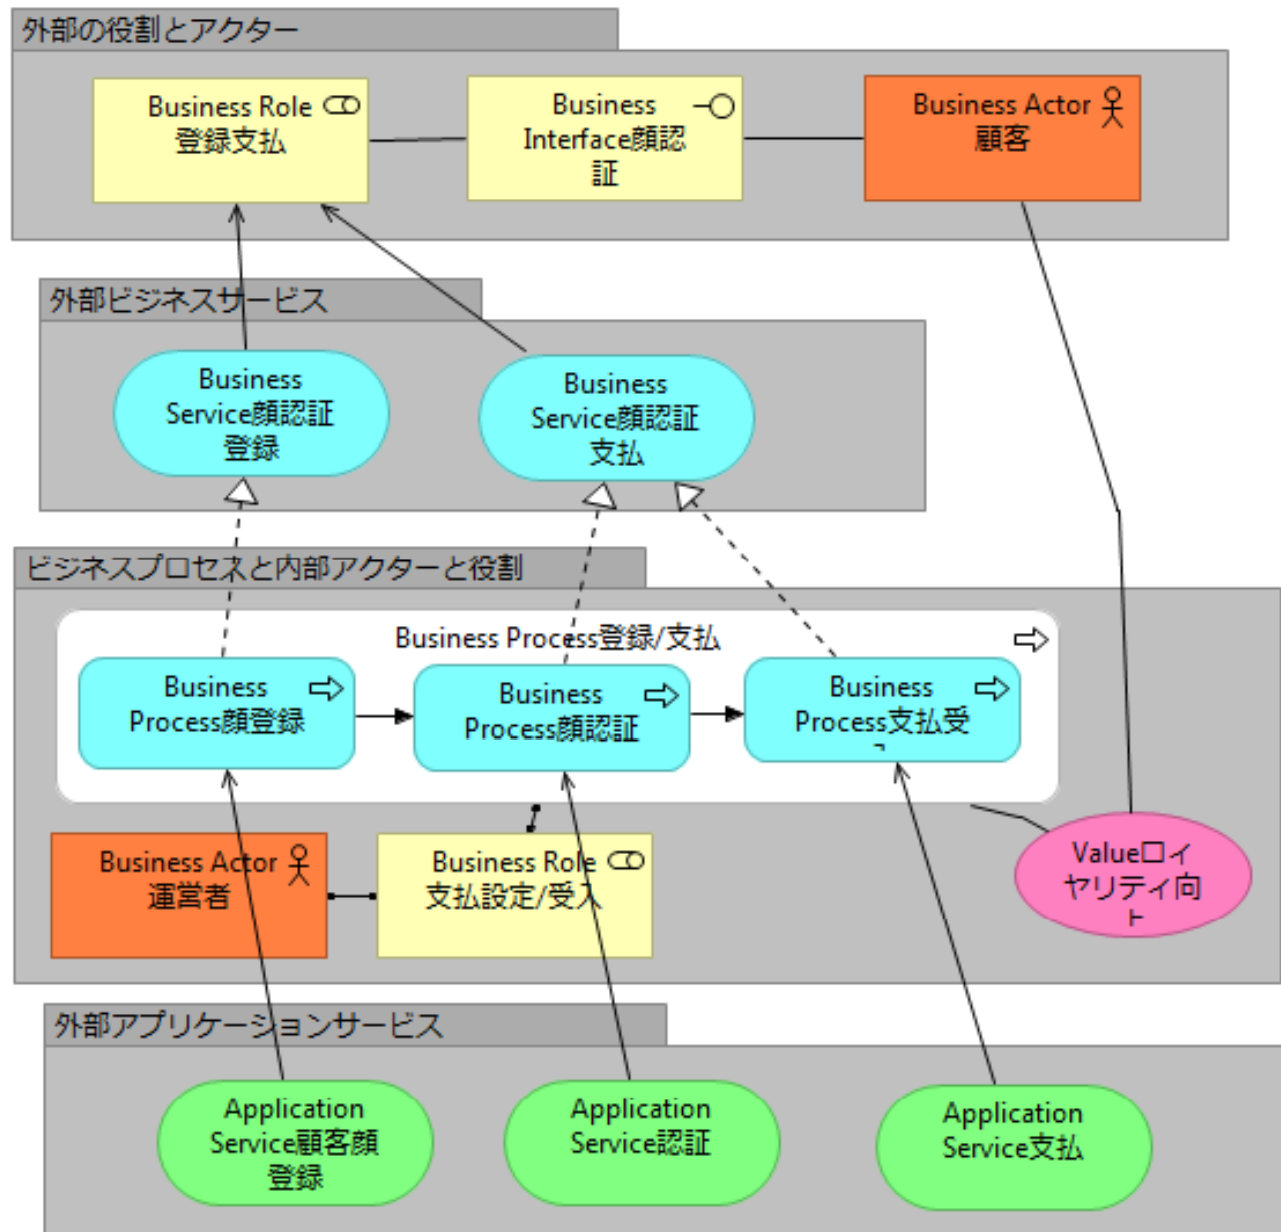 外部の役割とアクター
Business Role
登録支払
Business
Interface顔認
証
Business Actor
顧客
外部ビジネスサービス
Business
Service顔認証
登録
Business
Service顔認証
支払
ビジネスプロセスと内部アクターと役割
Business Process登録/支払
Business
Process顔登録
Business
Process顔認証
Business
Process支払受
Business Actor
運営者
Business Role
支払設定/受入
Valueロイ
ヤリティ向
外部アプリケーションサービス
Application
Service顧客顔
登録
Application
Service認証
Application
Service支払